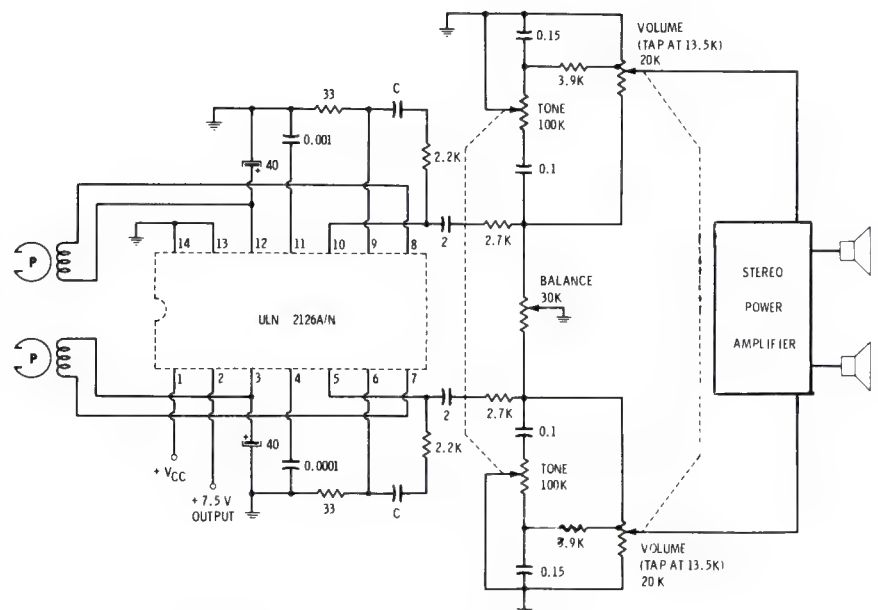 0.15
VOLUME
(TAP AT 13.5K)
20K
3.9K
33
C
TONE
100K
0.001
2.2K
40
+
0.1
P
14
13
12
11
10
9
8
2
2.7K
BALANCE
30K
ULN 2126A/N
STEREO
POWER
AMPLIFIER
P
1
2
3
4
5
6
7
2
2.7K
0.1
40
+
0.0001
2.2K
+ VCC
TONE
100K
+ 7.5 V
OUTPUT
33
C
3.9K
VOLUME
(TAP AT 13.5K)
20K
0.15